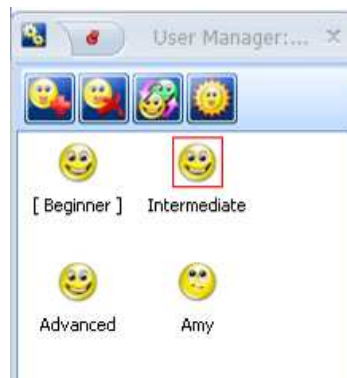 User Manager:...
[ Beginner ] Intermediate
Advanced Amy